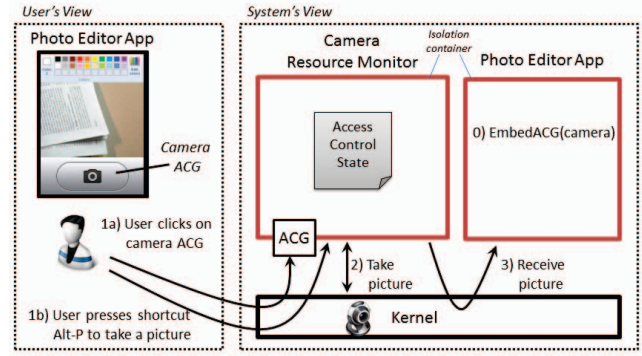 User's View
Photo Editor App
Camera
ACG
1a) User clicks on
camera ACG
1b) User presses shortcut
Alt-P to take a picture
System's View
Camera
Resource Monitor
Isolation
container
Photo Editor App
Access
Control
State
0) EmbedACG(camera)
ACG
2) Take
picture
3) Receive
picture
Kernel